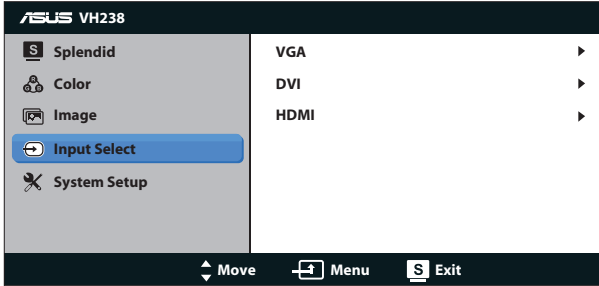 ASUS VH238
S Splendid
Color
Image
Input Select
System Setup
VGA
DVI
HDMI
Move Menu S Exit